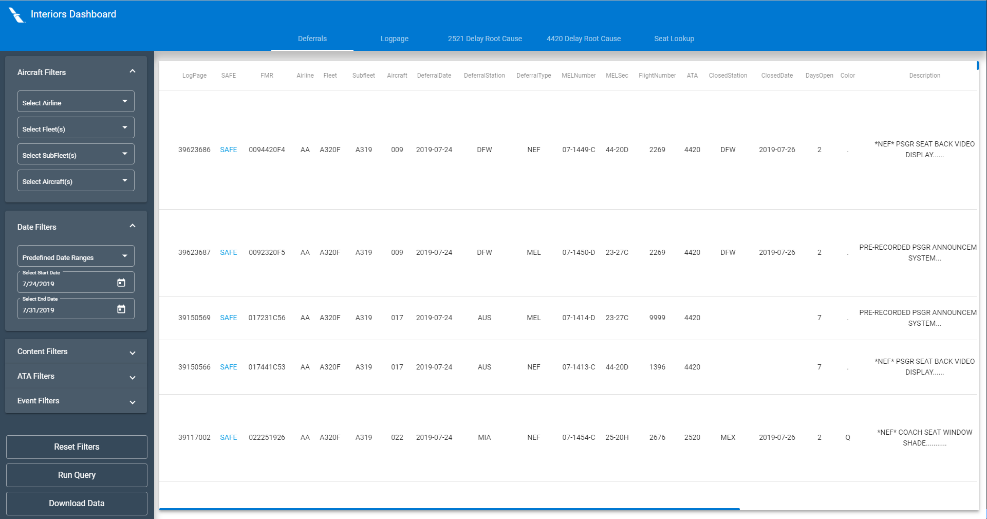 Interiors Dashboard
Deferrals Logpage 2521 Delay Root Cause 4420 Delay Root Cause Seat Lookup
Aircraft Filters
Select Airline
Select Fleet(s)
Select SubFleet(s)
Select Aircraft(s)
Date Filters
Predefined Date Ranges
Select Start Date
7/24/2019
Select End Date
7/31/2019
Content Filters
ATA Filters
Event Filters
Reset Filters
Run Query
Download Data
LogPage SAFE FMR Airline Fleet Subfleet Aircraft DeferralDate DeferralStation DeferralType MELNumber MELSec FlightNumber ATA ClosedStation ClosedDate DaysOpen Color Description
39623686 SAFE 0094420F4 AA A320F A319 009 2019-07-24 DFW NEF 07-1449-C 44-20D 2269 4420 DFW 2019-07-26 2 . *NEF* PSGR SEAT BACK VIDEO
DISPLAY......
39623687 SAFE 0092320F5 AA A320F A319 009 2019-07-24 DFW MEL 07-1450-D 23-27C 2269 4420 DFW 2019-07-26 2 . PRE-RECORDED PSGR ANNOUNCEM
SYSTEM...
39150569 SAFE 017231C56 AA A320F A319 017 2019-07-24 AUS MEL 07-1414-D 23-27C 9999 4420 7 . PRE-RECORDED PSGR ANNOUNCEM
SYSTEM...
39150566 SAFE 017441C53 AA A320F A319 017 2019-07-24 AUS NEF 07-1413-C 44-20D 1396 4420 7 . *NEF* PSGR SEAT BACK VIDEO
DISPLAY......
39117002 SAFE 022251926 AA A320F A319 022 2019-07-24 MIA NEF 07-1454-C 25-20H 2676 2520 MEX 2019-07-26 2 Q *NEF* COACH SEAT WINDOW
SHADE..........